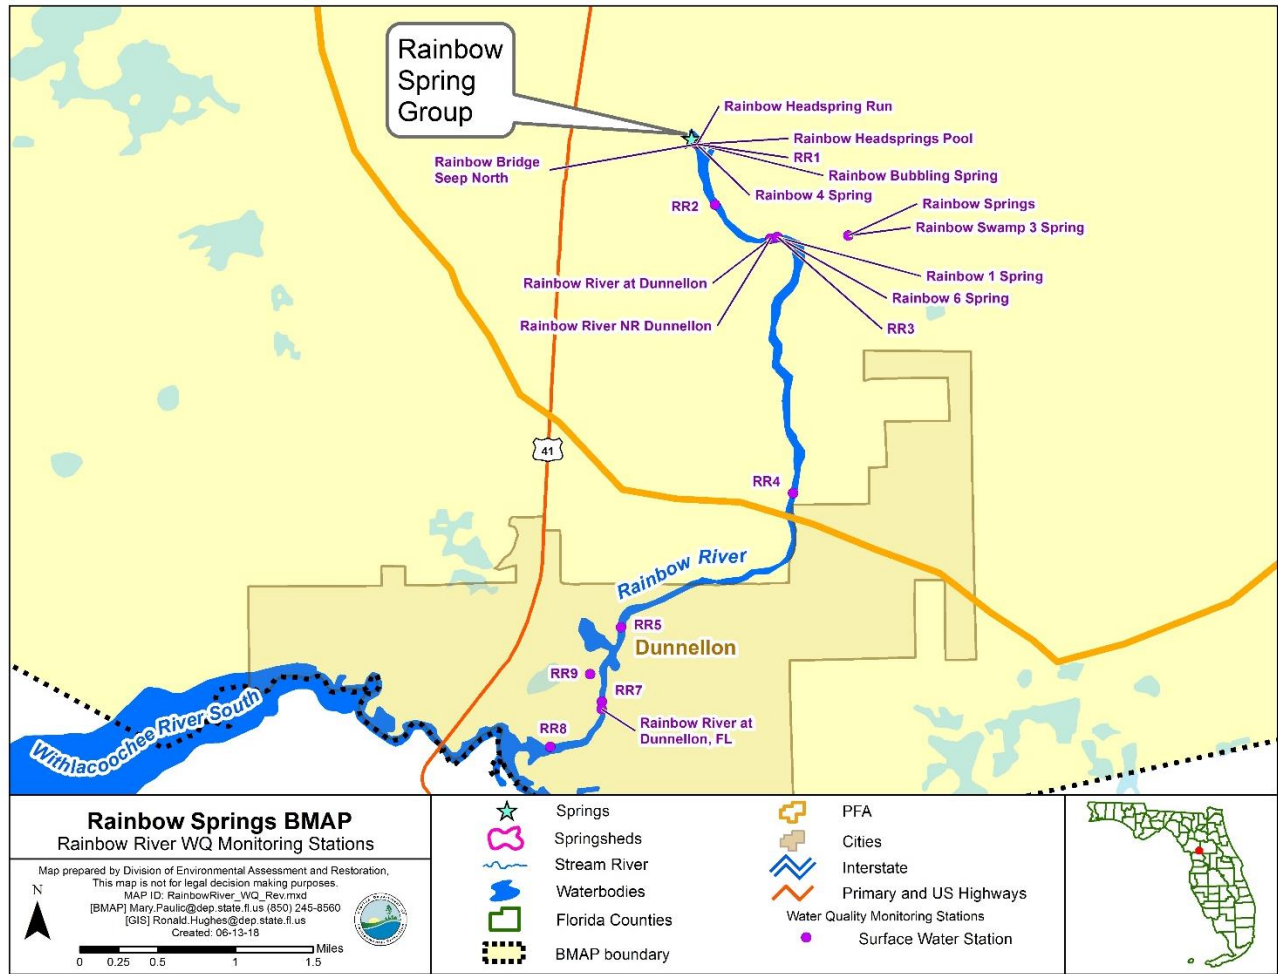 Rainbow
Spring
Group
Rainbow Headspring Run
Rainbow Headsprings Pool
RR1
Rainbow Bridge
Seep North
Rainbow Bubbling Spring
Rainbow 4 Spring
RR2
Rainbow Springs
Rainbow Swamp 3 Spring
Rainbow River at Dunnellon
Rainbow 1 Spring
Rainbow 6 Spring
Rainbow River NR Dunnellon
RR3
41
RR4
Rainbow River
RR5
Dunnellon
RR9
RR7
Rainbow River at
Dunnellon, FL
RR8
Withlacoochee River South
Rainbow Springs BMAP
Rainbow River WQ Monitoring Stations
Map prepared by Division of Environmental Assessment and Restoration,
This map is not for legal decision making purposes.
MAP ID: RainbowRiver_WQ_Rev.mxd
[BMAP] Mary.Paulic@dep.state.fl.us (850) 245-8560
[GIS] Ronald.Hughes@dep.state.fl.us
Created: 06-13-18
N
Miles
0 0.25 0.5 1 1.5
Springs
Springsheds
Stream River
Waterbodies
Florida Counties
BMAP boundary
PFA
Cities
Interstate
Primary and US Highways
Water Quality Monitoring Stations
Surface Water Station